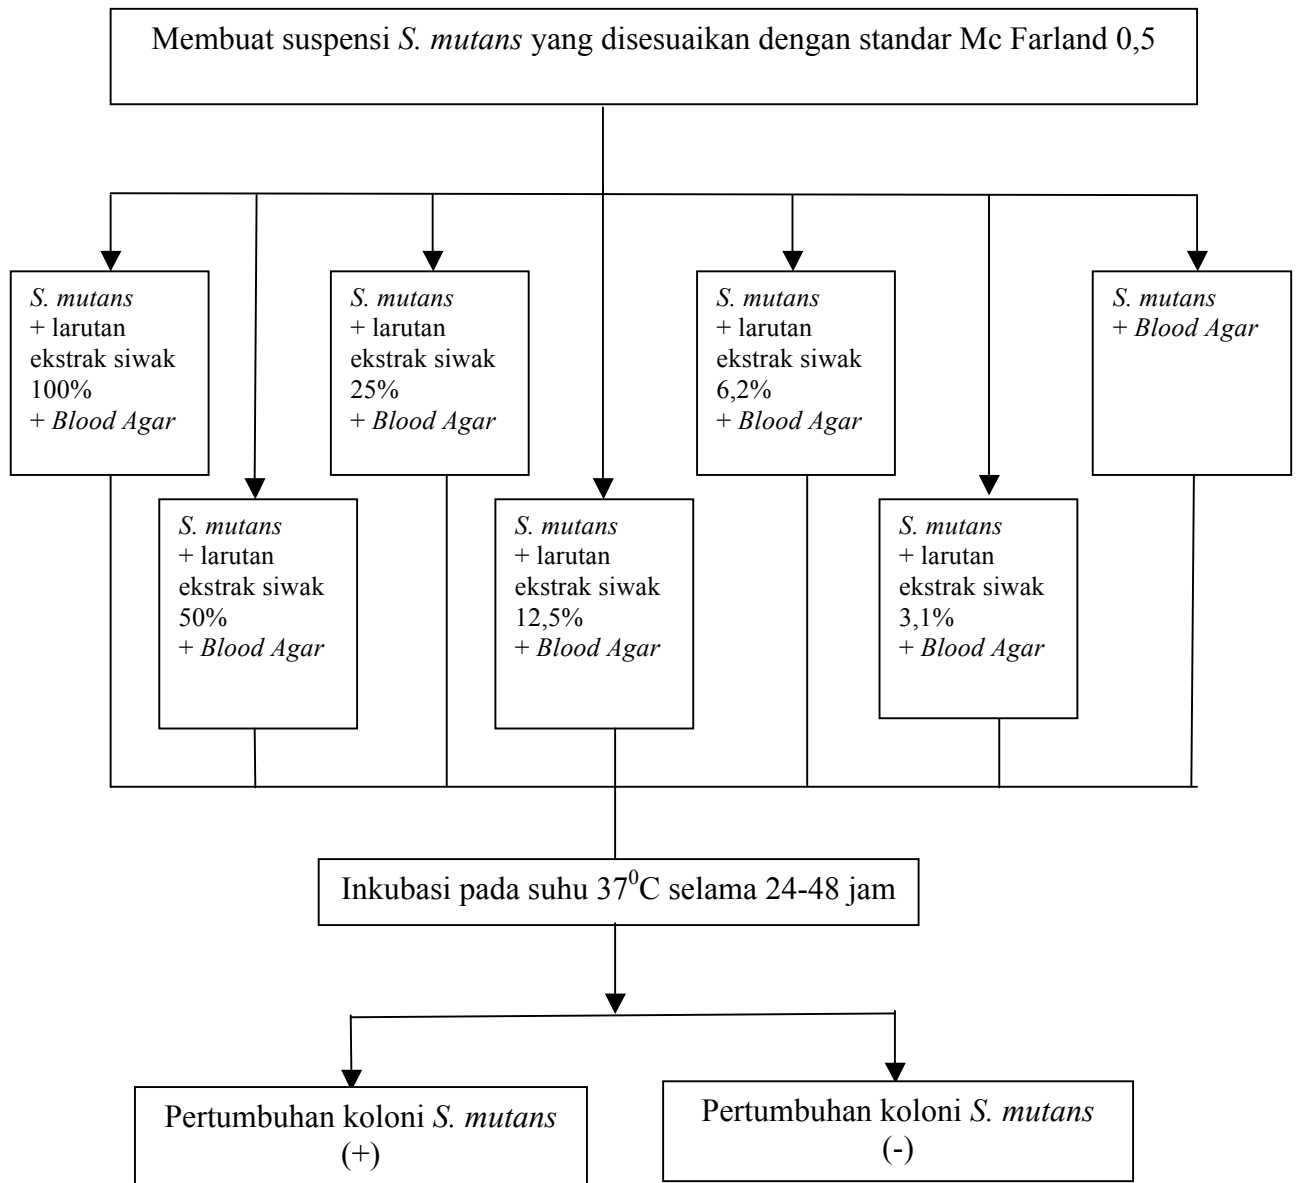 Membuat suspensi S. mutans yang disesuaikan dengan standar Mc Farland 0,5
S. mutans
+ larutan
ekstrak siwak
100%
+ Blood Agar
S. mutans
+ larutan
ekstrak siwak
25%
+ Blood Agar
S. mutans
+ larutan
ekstrak siwak
6,2%
+ Blood Agar
S. mutans
+ Blood Agar
S. mutans
+ larutan
ekstrak siwak
50%
+ Blood Agar
S. mutans
+ larutan
ekstrak siwak
12,5%
+ Blood Agar
S. mutans
+ larutan
ekstrak siwak
3,1%
+ Blood Agar
Inkubasi pada suhu 37⁰C selama 24-48 jam
Pertumbuhan koloni S. mutans
(+)
Pertumbuhan koloni S. mutans
(-)